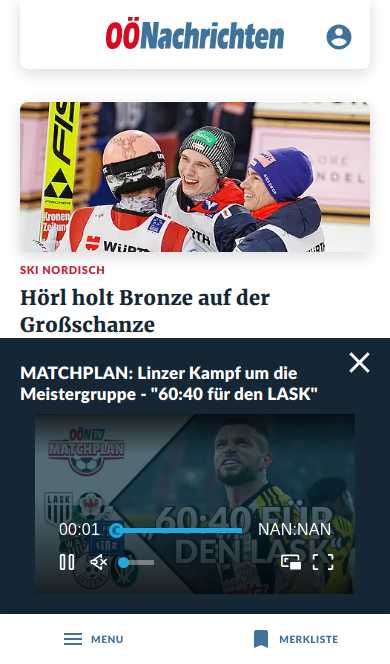 OÖNachrichten
FIS
FISCHER
Kronen
Zeitung
WÜRTH
WÜRTH
SKI NORDISCH
Hörl holt Bronze auf der
Großschanze
MATCHPLAN: Linzer Kampf um die
Meistergruppe - "60:40 für den LASK"
OÖN TV
MATCHPLAN
LASK
60:40 FÜR
DEN LASK
00:01
NAN:NAN
MENU
MERKLISTE